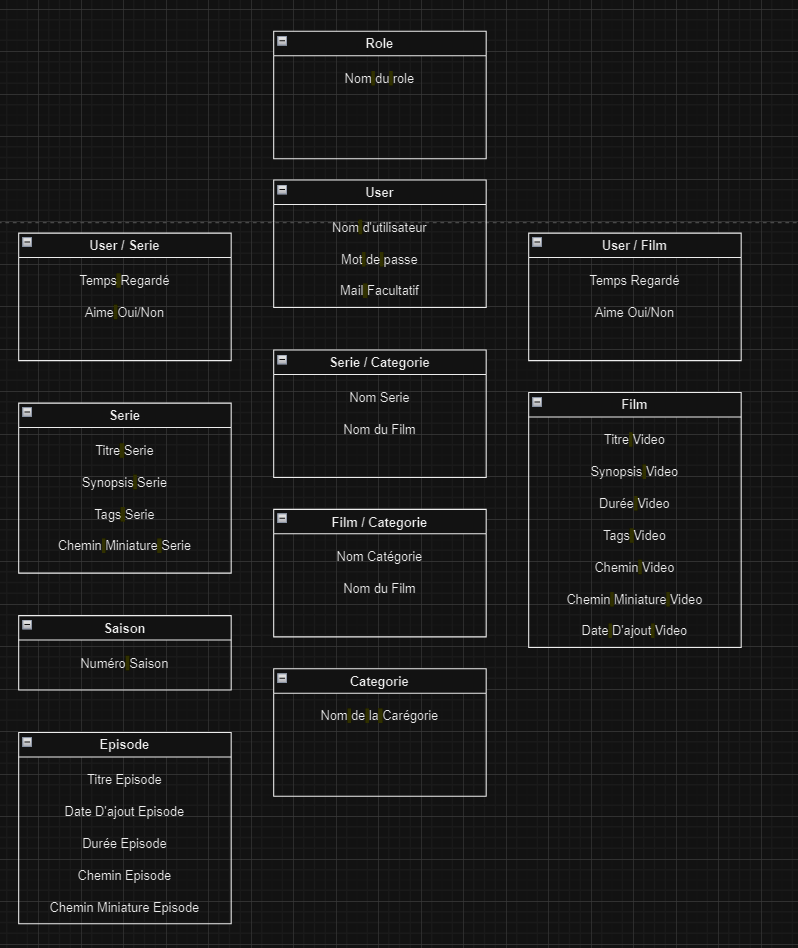 Role
Nom du role
User
Nom d'utilisateur
Mot de passe
Mail Facultatif
User / Serie
Temps Regardé
Aime Oui/Non
User / Film
Temps Regardé
Aime Oui/Non
Serie / Categorie
Nom Serie
Nom du Film
Serie
Titre Serie
Synopsis Serie
Tags Serie
Chemin Miniature Serie
Film
Titre Video
Synopsis Video
Durée Video
Tags Video
Chemin Video
Chemin Miniature Video
Date D'ajout Video
Film / Categorie
Nom Catégorie
Nom du Film
Saison
Numéro Saison
Categorie
Nom de la Carégorie
Episode
Titre Episode
Date D'ajout Episode
Durée Episode
Chemin Episode
Chemin Miniature Episode